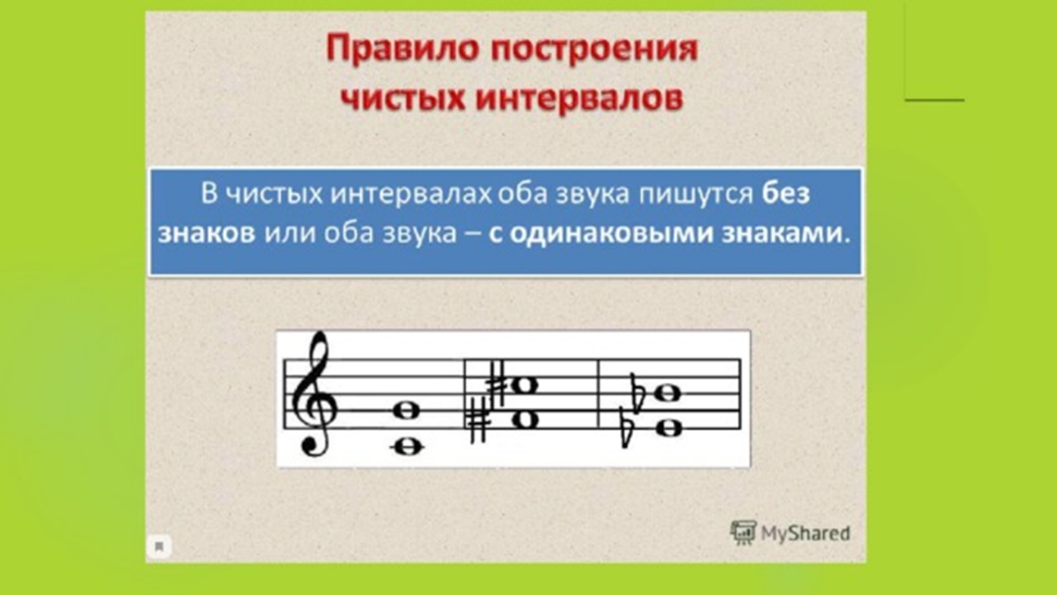 Правило построения
чистых интервалов
В чистых интервалах оба звука пишутся без
знаков или оба звука – с одинаковыми знаками.
MyShared